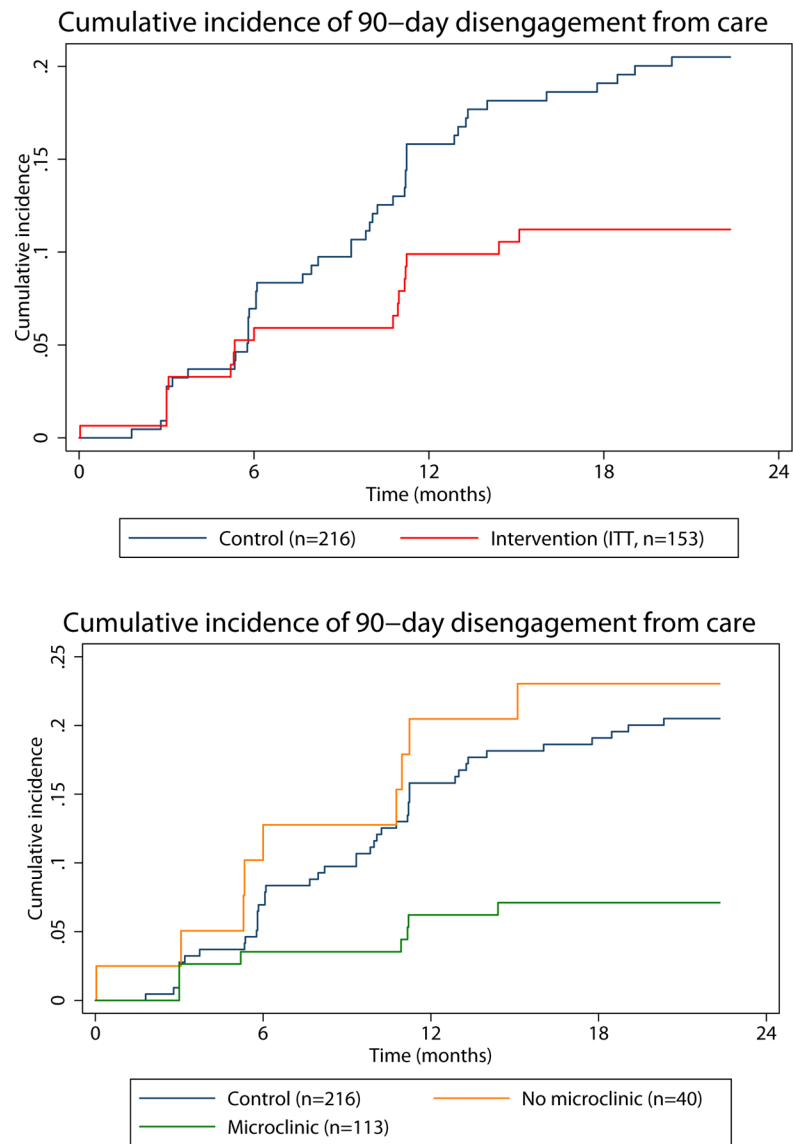 Cumulative incidence of 90−day disengagement from care
Cumulative incidence
.2
.15
.1
.05
0
0 6 12 18 24
Time (months)
Control (n=216) Intervention (ITT, n=153)
Cumulative incidence of 90−day disengagement from care
Cumulative incidence
.25
.2
.15
.1
.05
0
0 6 12 18 24
Time (months)
Control (n=216) No microclinic (n=40)
Microclinic (n=113)